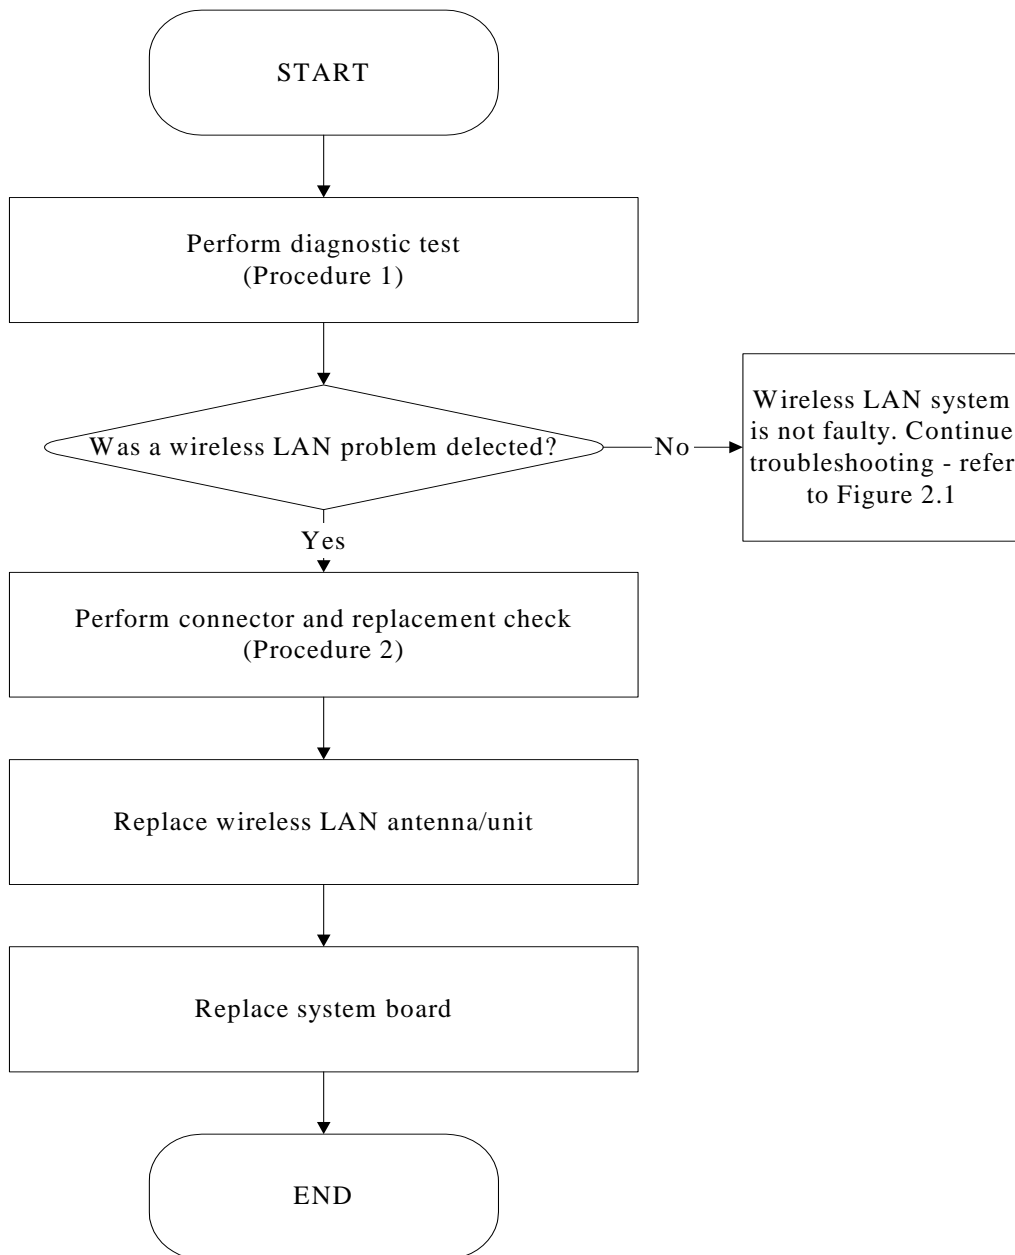 START
Perform diagnostic test
(Procedure 1)
Was a wireless LAN problem delected?
No
Wireless LAN system
is not faulty. Continue
troubleshooting - refer
to Figure 2.1
Yes
Perform connector and replacement check
(Procedure 2)
Replace wireless LAN antenna/unit
Replace system board
END